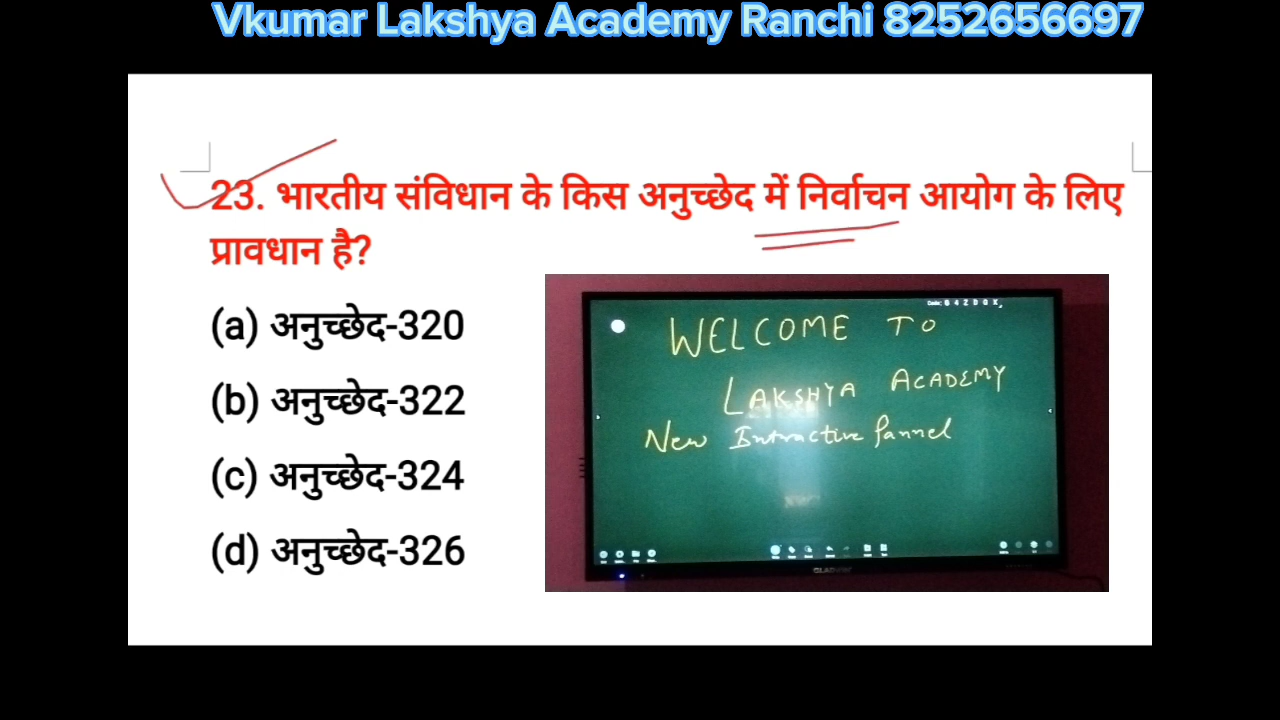 Vkumar Lakshya Academy Ranchi 8252656697
23. भारतीय संविधान के किस अनुच्छेद में निर्वाचन आयोग के लिए
प्रावधान है?
(a) अनुच्छेद-320
(b) अनुच्छेद-322
(c) अनुच्छेद-324
(d) अनुच्छेद-326
WELCOME TO
LAKSHYA ACADEMY
New Intractive Pannel